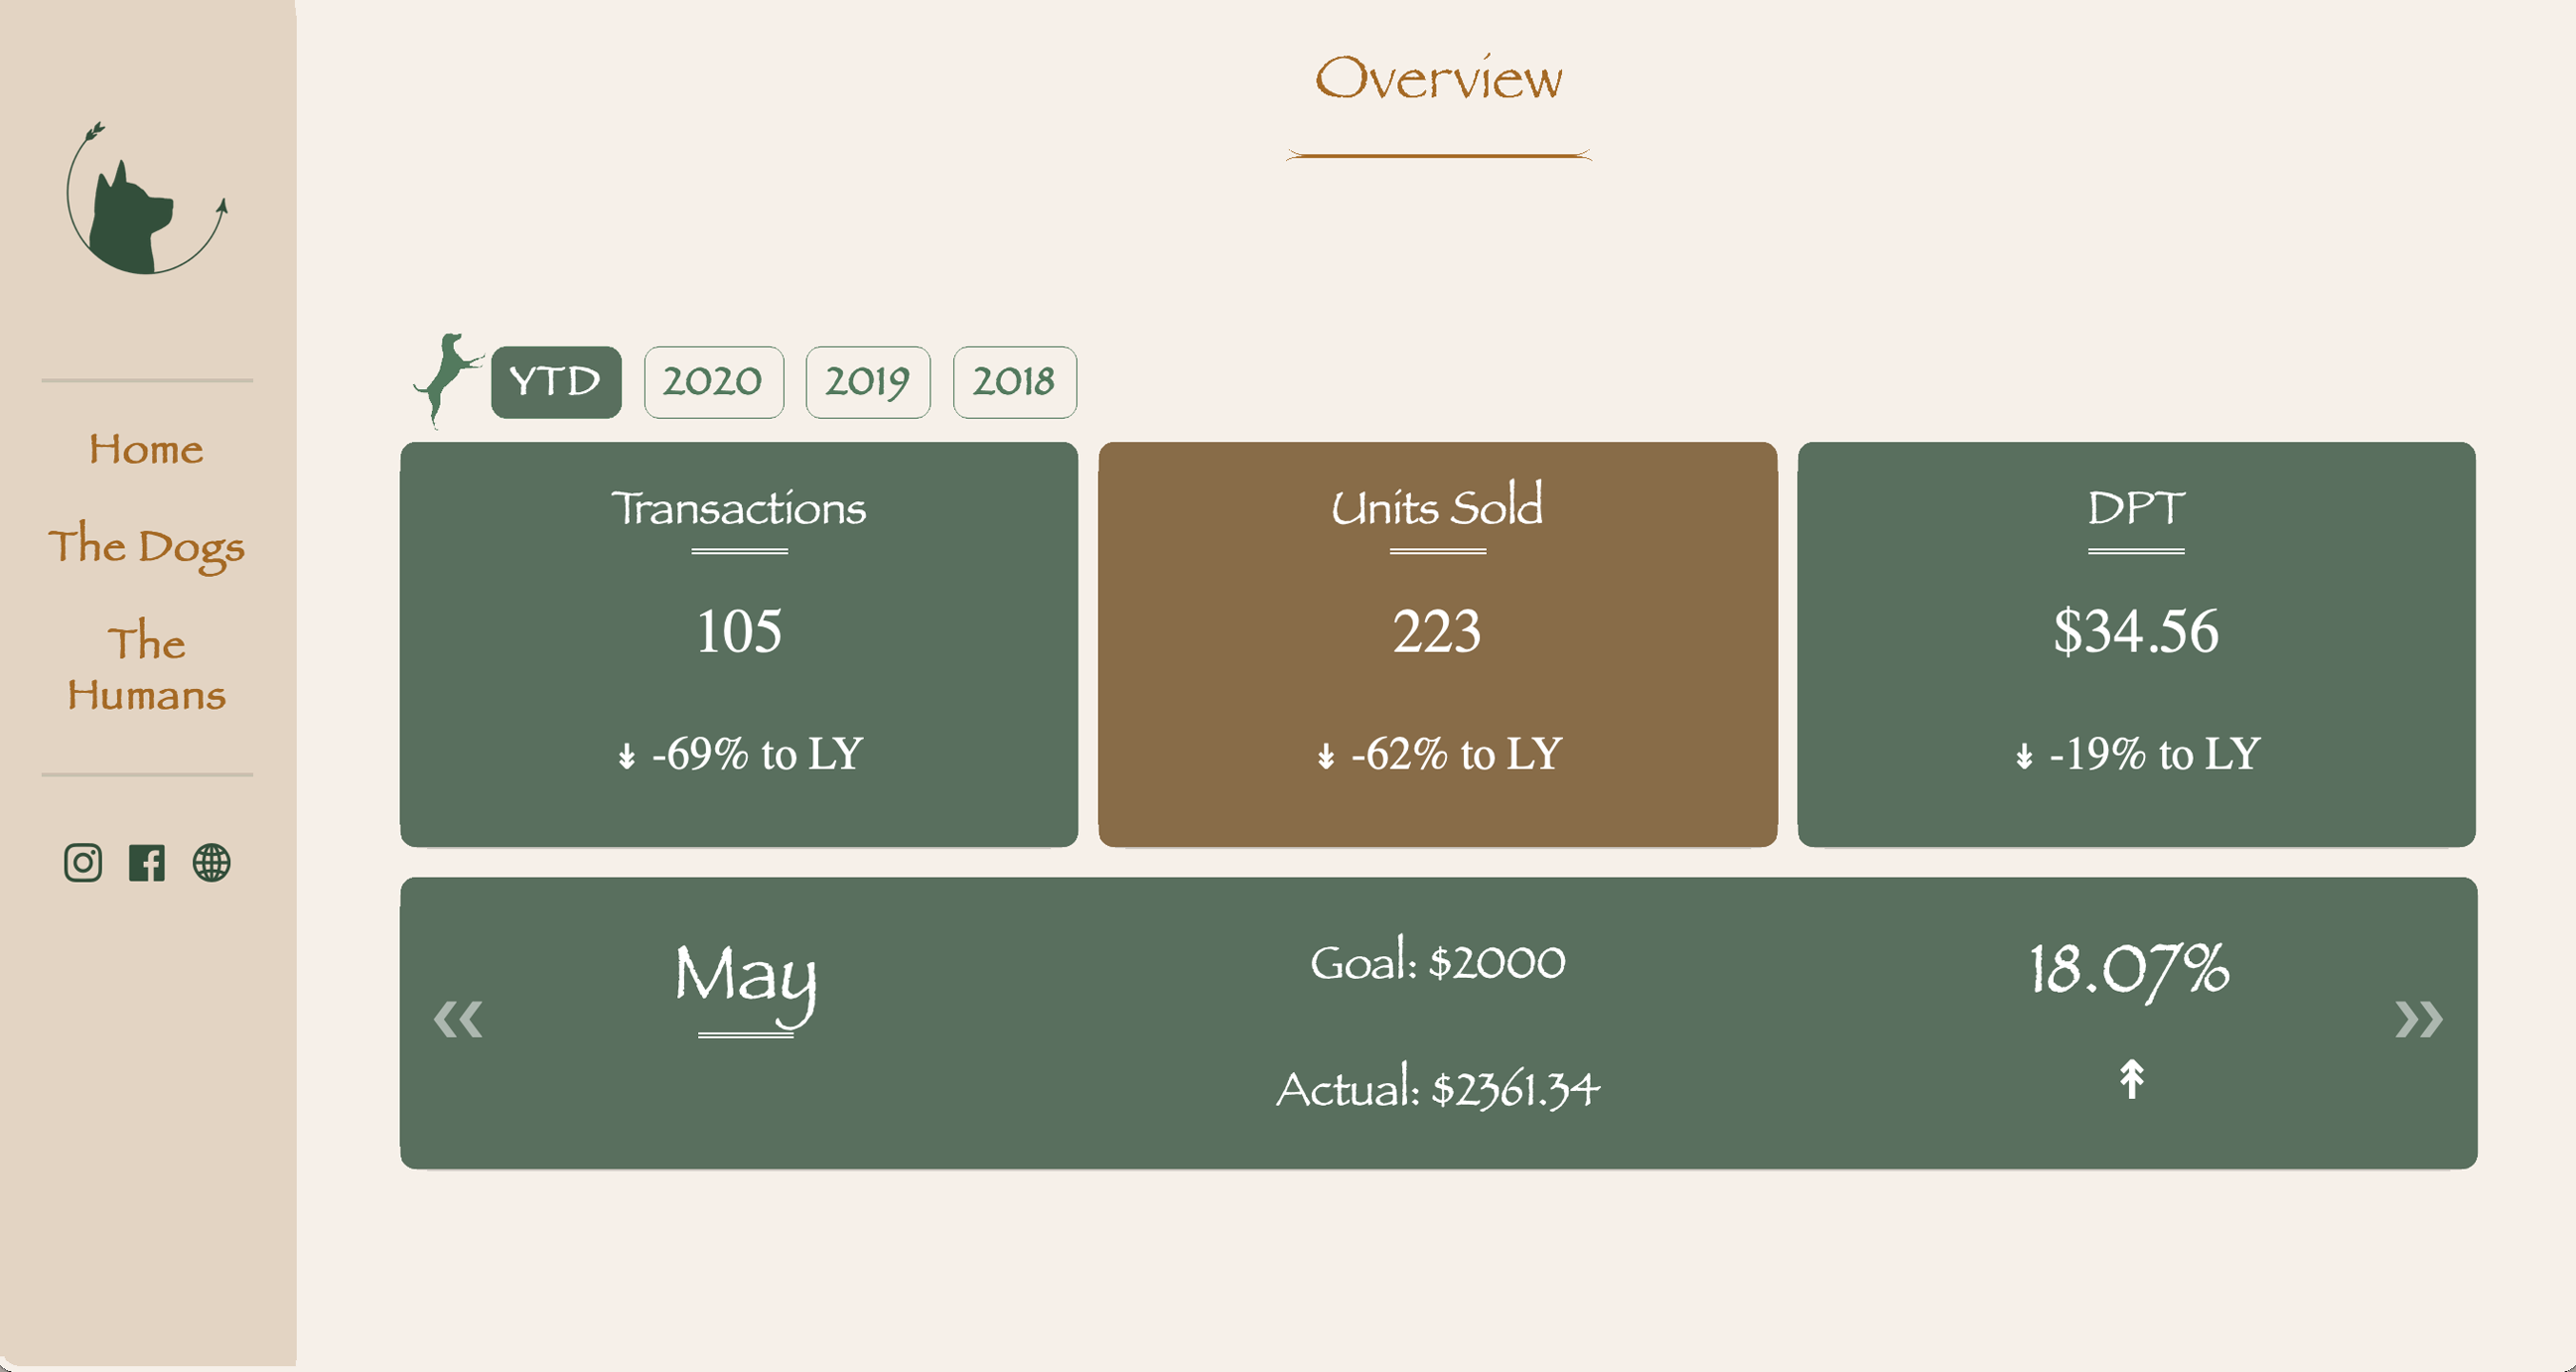 Overview
Home
The Dogs
The
Humans
YTD 2020 2019 2018
Transactions
105
↡ -69% to LY
Units Sold
223
↡ -62% to LY
DPT
$34.56
↡ -19% to LY
May
Goal: $2000
Actual: $2361.34
18.07%
↟